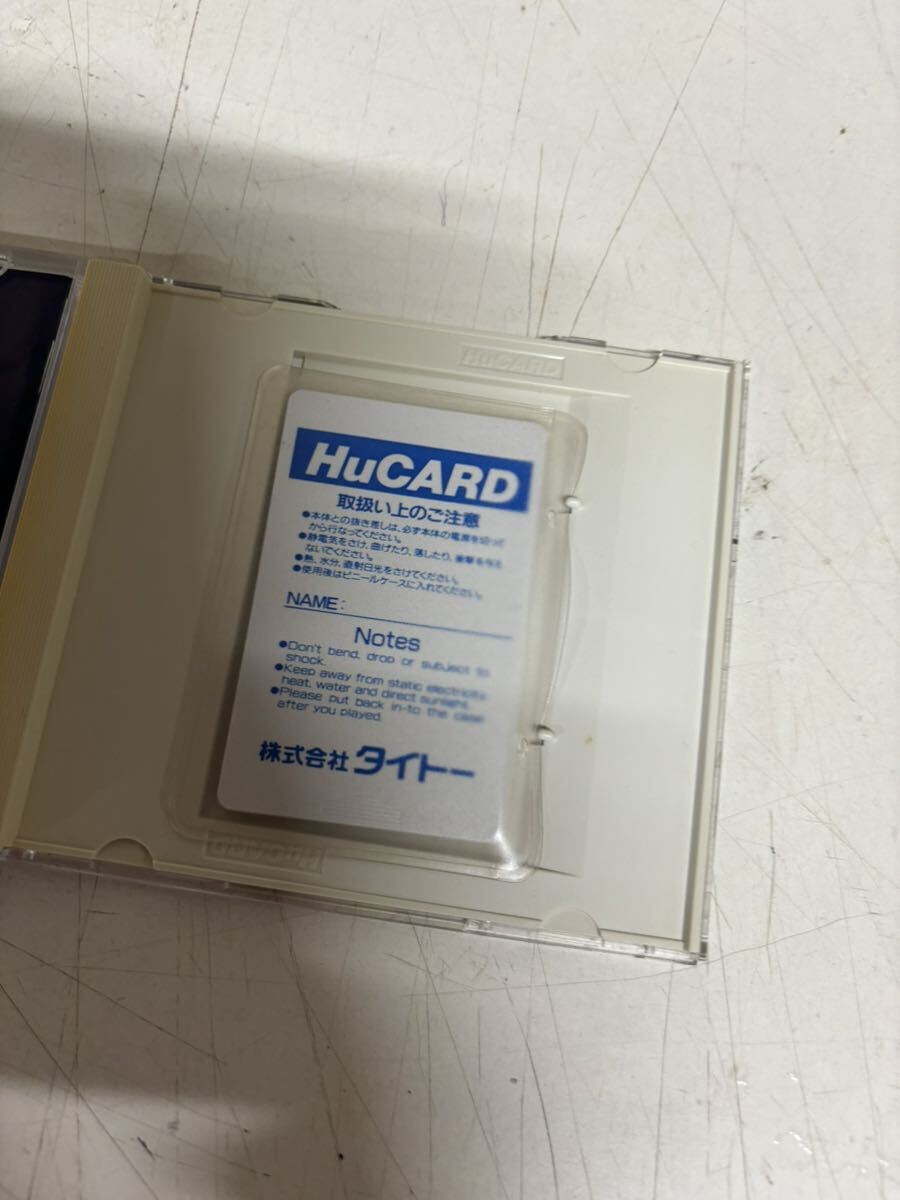 HuCARD
HuCARD
取扱い上のご注意
●本体との抜き差しは、必ず本体の電源を切って
から行なってください。
●静電気をさけ、曲げたり、落したり、衝撃を与え
ないでください。
●熱、水分、直射日光をさけてください。
●使用後はビニールケースに入れてください。
NAME:
Notes
●Don't bend, drop or subject to
shock.
●Keep away from static electricity,
heat, water and direct sunlight.
●Please put back in-to the case
after you played.
株式会社 タイトー
HuCARD